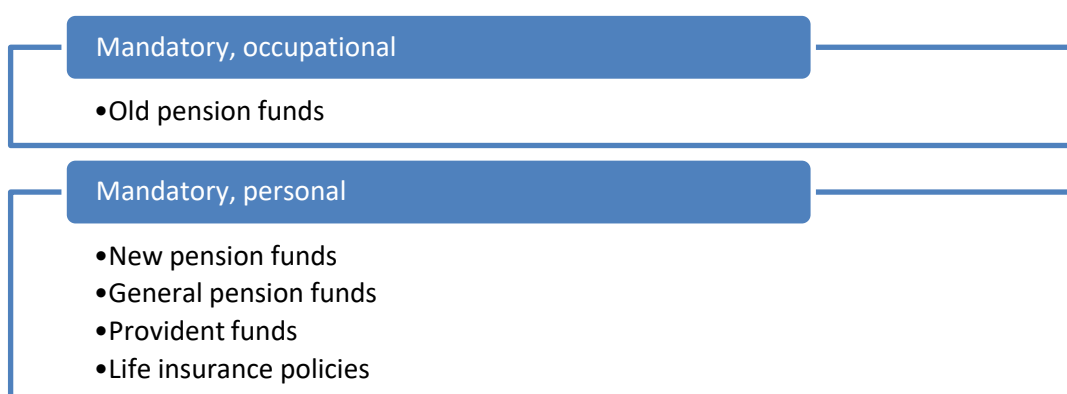 Mandatory, occupational
•Old pension funds
Mandatory, personal
•New pension funds
•General pension funds
•Provident funds
•Life insurance policies